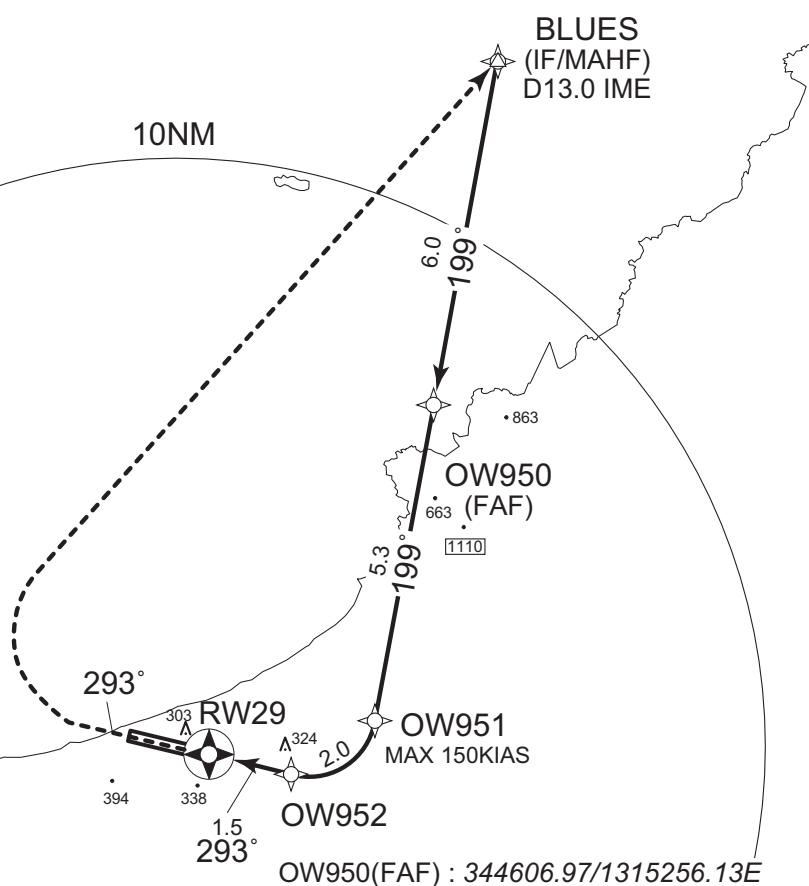 BLUES
(IF/MAHF)
D13.0 IME
10NM
6.0
199°
863
OW950
(FAF)
663
1110
5.3
199°
293°
303
RW29
324
OW951
MAX 150KIAS
2.0
394
338
OW952
1.5
293°
OW950(FAF) : 344606.97/1315256.13E